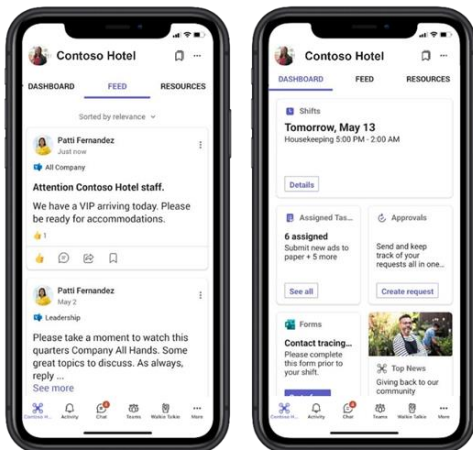 Contoso Hotel
DASHBOARD
FEED
RESOURCES
Sorted by relevance
Patti Fernandez
Just now
All Company
Attention Contoso Hotel staff.
We have a VIP arriving today. Please
be ready for accommodations.
1
Patti Fernandez
May 2
Leadership
Please take a moment to watch this
quarters Company All Hands. Some
great topics to discuss. As always,
reply ...
See more
Contoso H...
Activity
Chat
Teams
Walkie Talkie
More
Contoso Hotel
DASHBOARD
FEED
RESOURCES
Shifts
Tomorrow, May 13
Housekeeping 5:00 PM - 2:00 AM
Details
Assigned Tas...
6 assigned
Submit new ads to
paper + 5 more
See all
Approvals
Send and keep
track of your
requests all in one...
Create request
Forms
Contact tracing...
Please complete
this form prior to
your shift.
Top News
Giving back to our
community
Contoso H...
Activity
Chat
Teams
Walkie Talkie
More